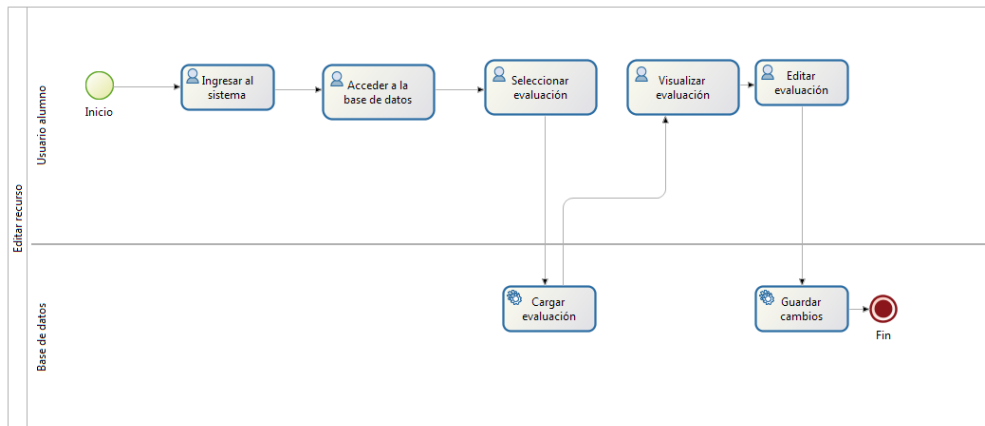 Editar recurso
Usuario alumno
Inicio
Ingresar al
sistema
Acceder a la
base de datos
Seleccionar
evaluación
Visualizar
evaluación
Editar
evaluación
Base de datos
Cargar
evaluación
Guardar
cambios
Fin